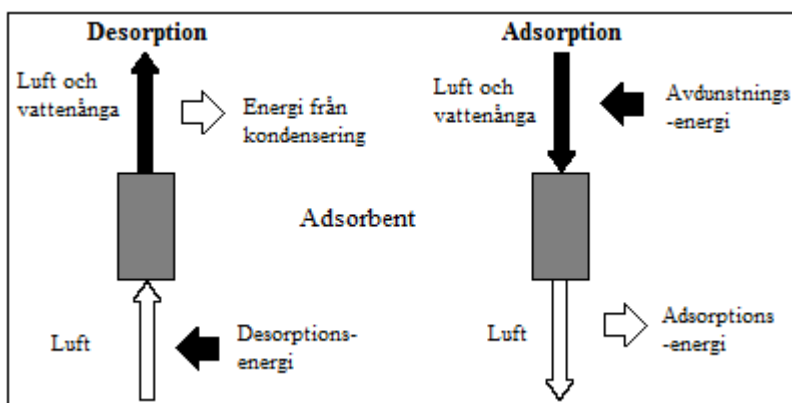 Desorption
Luft och
vattenånga
Energi från
kondensering
Luft
Desorptions-
energi
Adsorbent
Adsorption
Luft och
vattenånga
Avdunstnings
-energi
Luft
Adsorptions
-energi